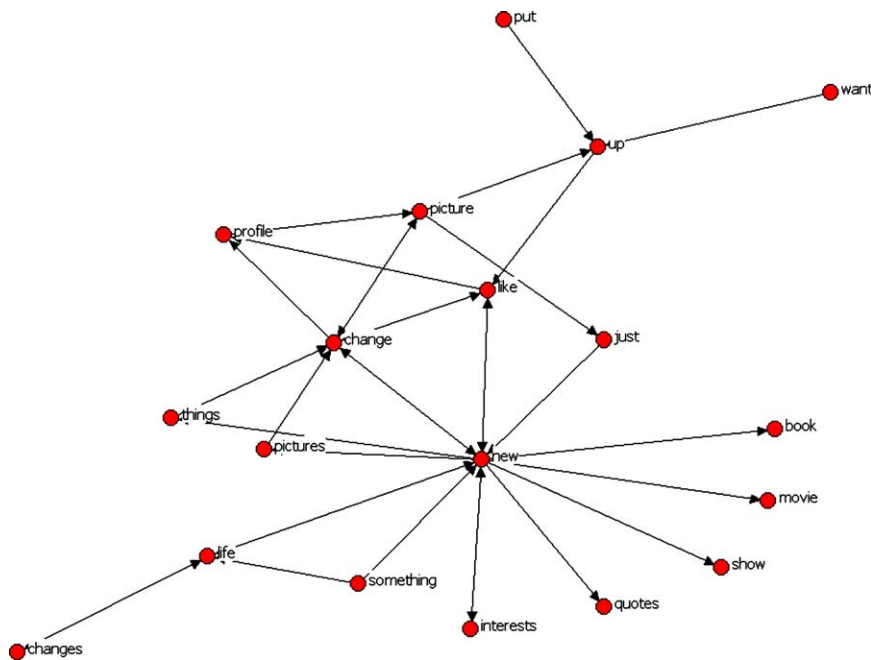 put
want
up
picture
profile
like
change
just
things
book
pictures
new
movie
life
show
something
quotes
interests
changes